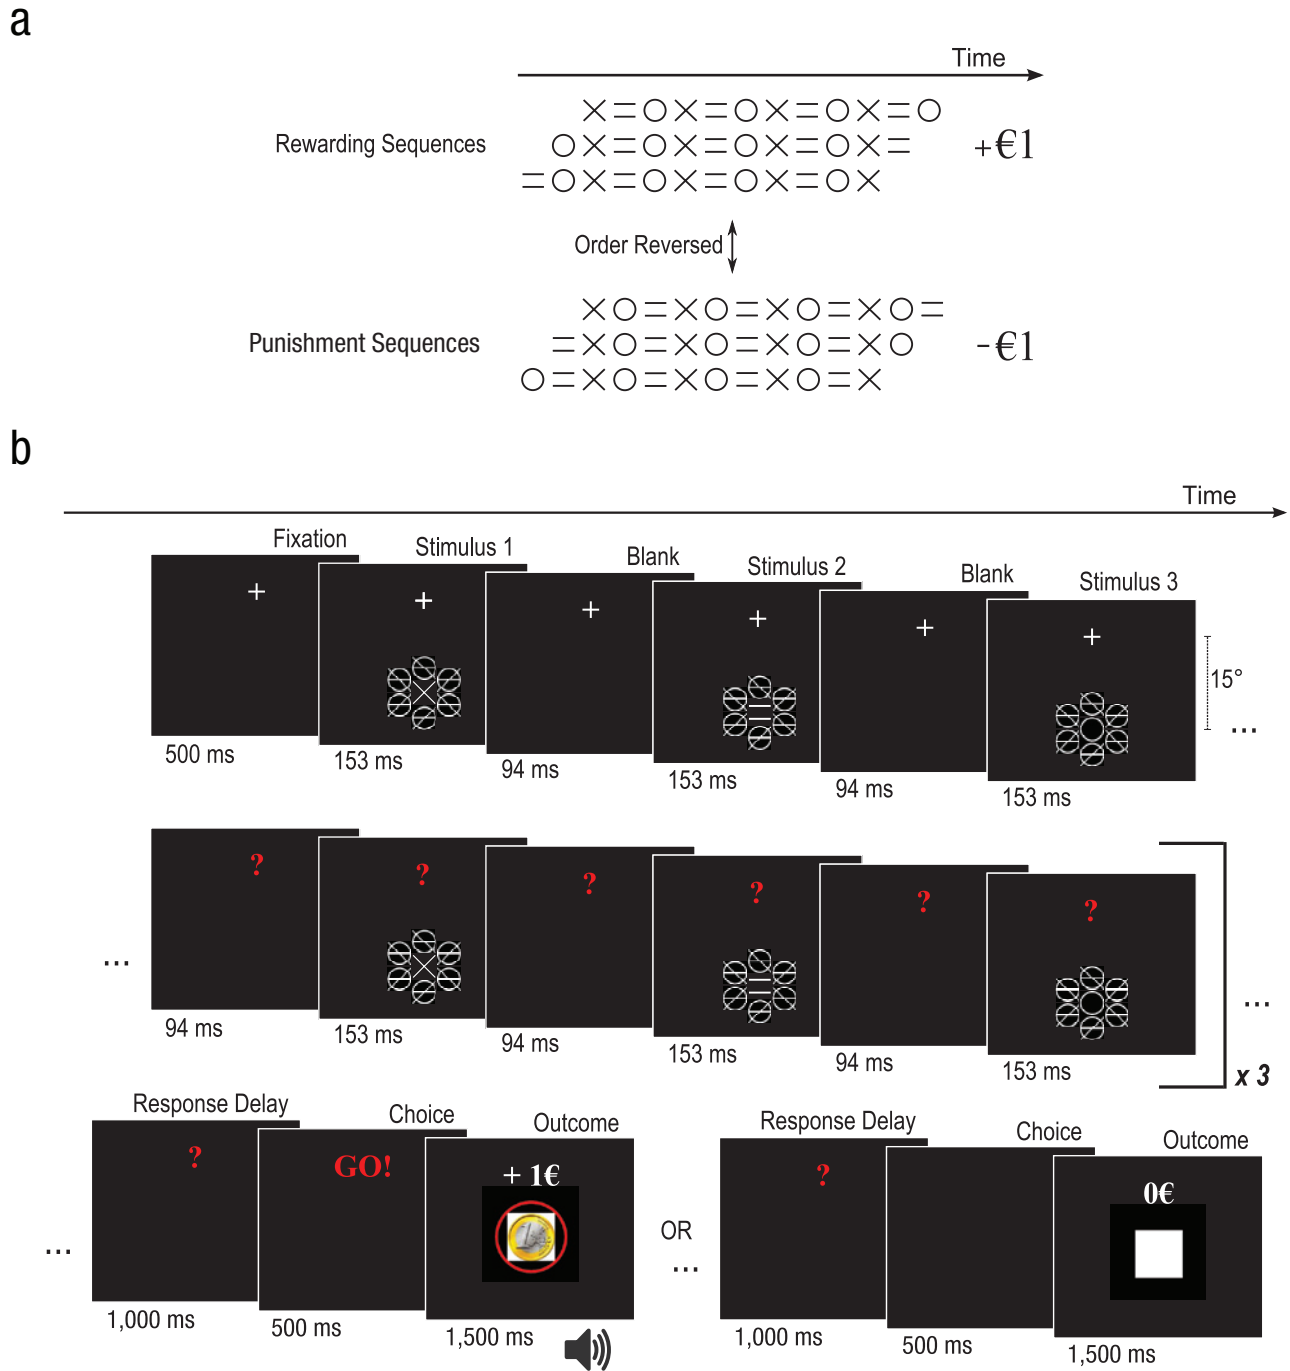 a
Time
Rewarding Sequences
+€1
Order Reversed
Punishment Sequences
-€1
b
Time
Fixation
Stimulus 1
Blank
Stimulus 2
Blank
Stimulus 3
15°
...
500 ms
153 ms
94 ms
153 ms
94 ms
153 ms
? ? ? ? ? ?
...
...
94 ms
153 ms
94 ms
153 ms
94 ms
153 ms
x 3
Response Delay
Choice
Outcome
?
GO!
+ 1€
...
1,000 ms
500 ms
1,500 ms
OR
...
Response Delay
Choice
Outcome
?
0€
1,000 ms
500 ms
1,500 ms